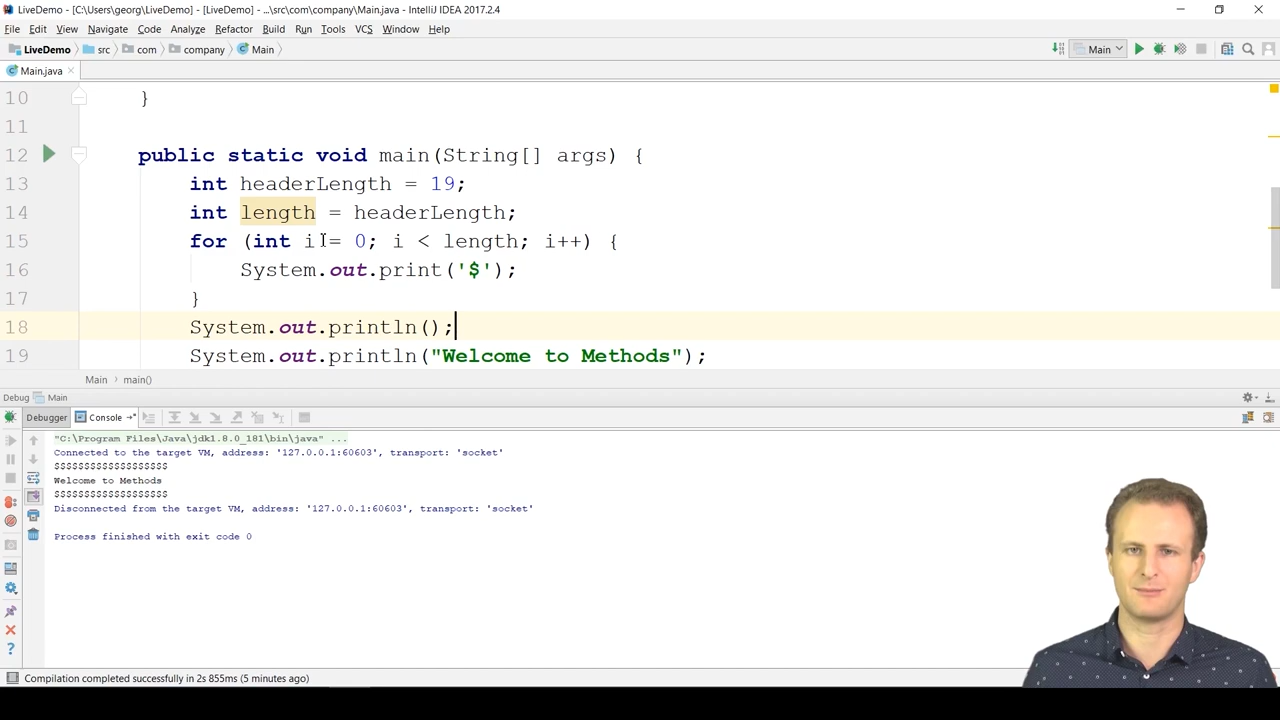 LiveDemo - [C:\Users\georg\LiveDemo] - [LiveDemo] - ...\src\com\company\Main.java - IntelliJ IDEA 2017.2.4
File Edit View Navigate Code Analyze Refactor Build Run Tools VCS Window Help
LiveDemo src com company Main Main
Main.java
10 }
11
12 public static void main(String[] args) {
13 int headerLength = 19;
14 int length = headerLength;
15 for (int i = 0; i < length; i++) {
16 System.out.print('$');
17 }
18 System.out.println();
19 System.out.println("Welcome to Methods");
Main main()
Debug Main
Debugger Console
"C:\Program Files\Java\jdk1.8.0_181\bin\java" ...
Connected to the target VM, address: '127.0.0.1:60603', transport: 'socket'
$$$$$$$$$$$$$$$$$$$
Welcome to Methods
$$$$$$$$$$$$$$$$$$$
Disconnected from the target VM, address: '127.0.0.1:60603', transport: 'socket'
Process finished with exit code 0
Compilation completed successfully in 2s 855ms (5 minutes ago)